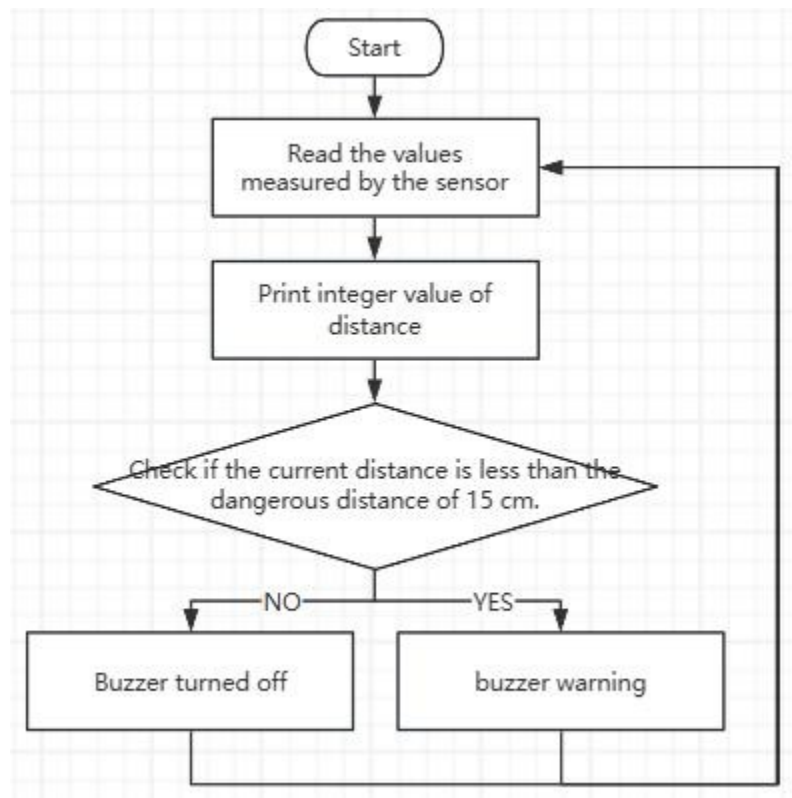 Start
Read the values
measured by the sensor
Print integer value of
distance
Check if the current distance is less than the
dangerous distance of 15 cm.
NO
YES
Buzzer turned off
buzzer warning